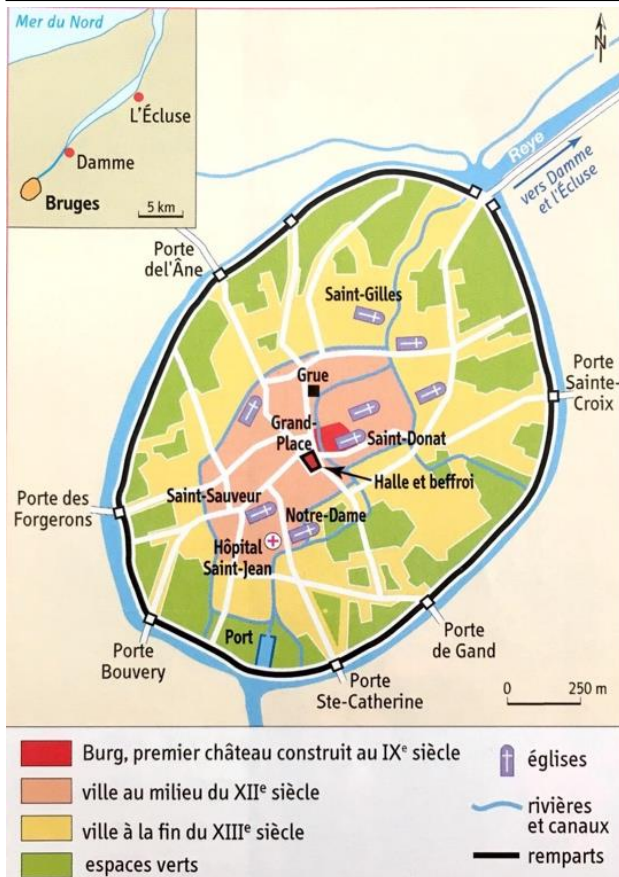 Mer du Nord
L'Écluse
Damme
Bruges
5 km
N
Reye
vers Damme
et l'Écluse
Porte
del'Âne
Saint-Gilles
Grue
Porte
Sainte-
Croix
Grand-
Place
Saint-Donat
Halle et beffroi
Saint-Sauveur
Porte des
Forgerons
Notre-Dame
Hôpital
Saint-Jean
Port
Porte
Bouvery
Porte
Ste-Catherine
Porte
de Gand
0 250 m
Burg, premier château construit au IXe siècle
ville au milieu du XIIe siècle
ville à la fin du XIIIe siècle
espaces verts
églises
rivières
et canaux
remparts